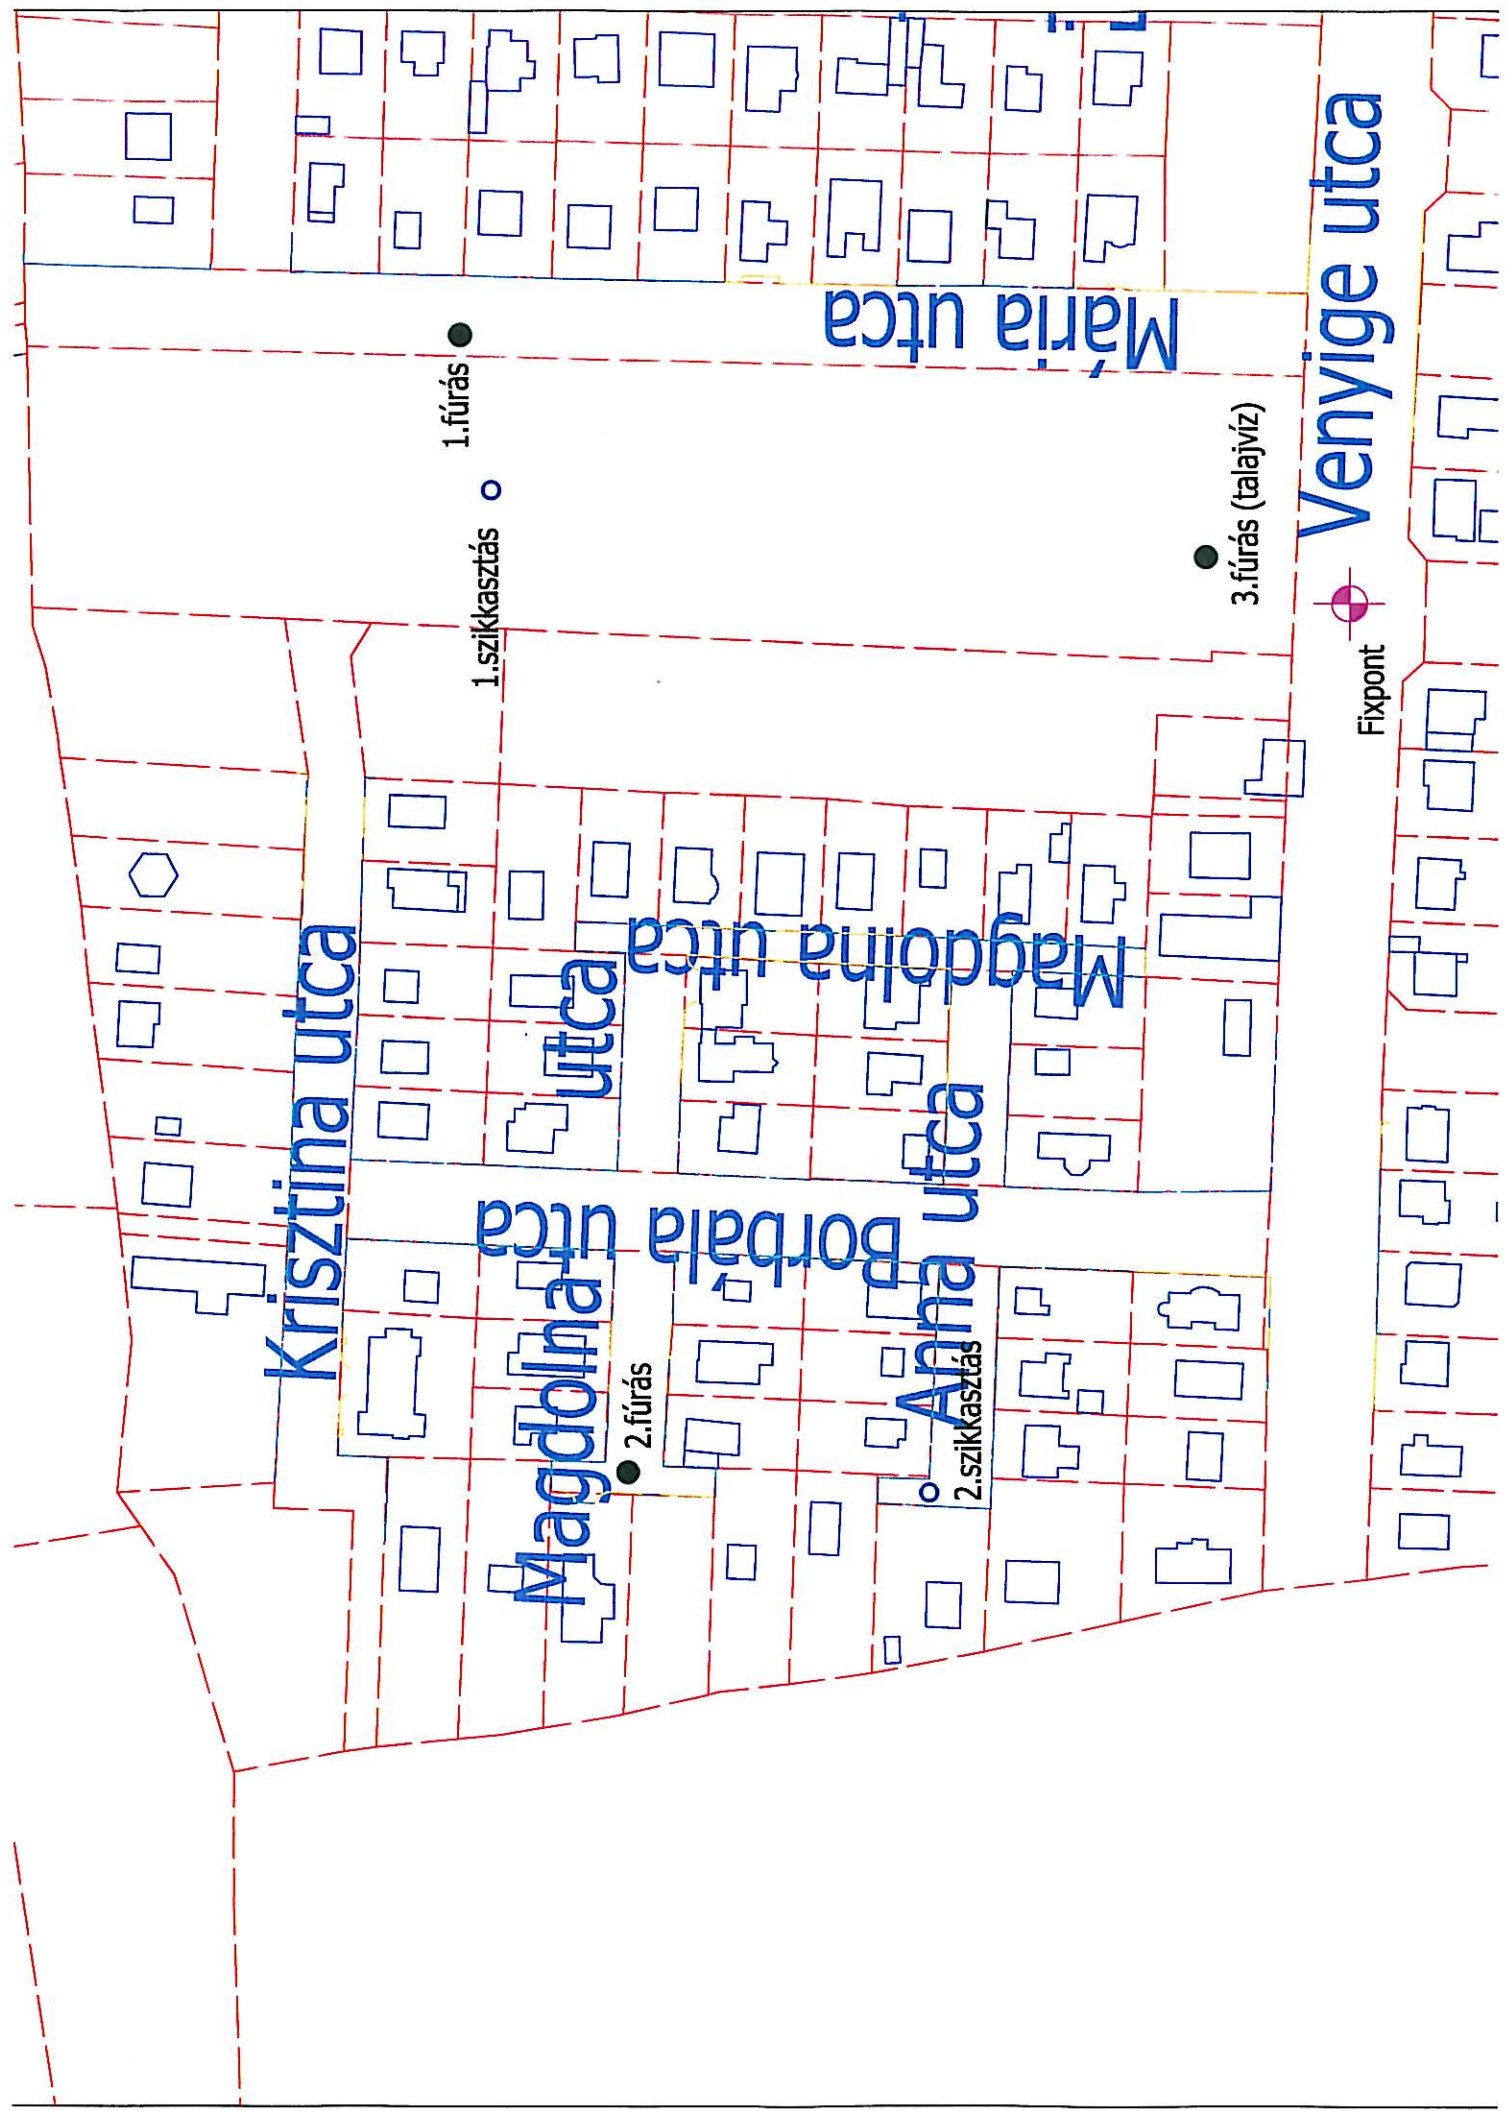 Krisztina utca
Magdolna utca
Borbála utca
Anna utca
Magdolna utca
Mária utca
Venyige utca
1.fúrás
1.szikkasztás
2.fúrás
2.szikkasztás
3.fúrás (talajvíz)
Fixpont